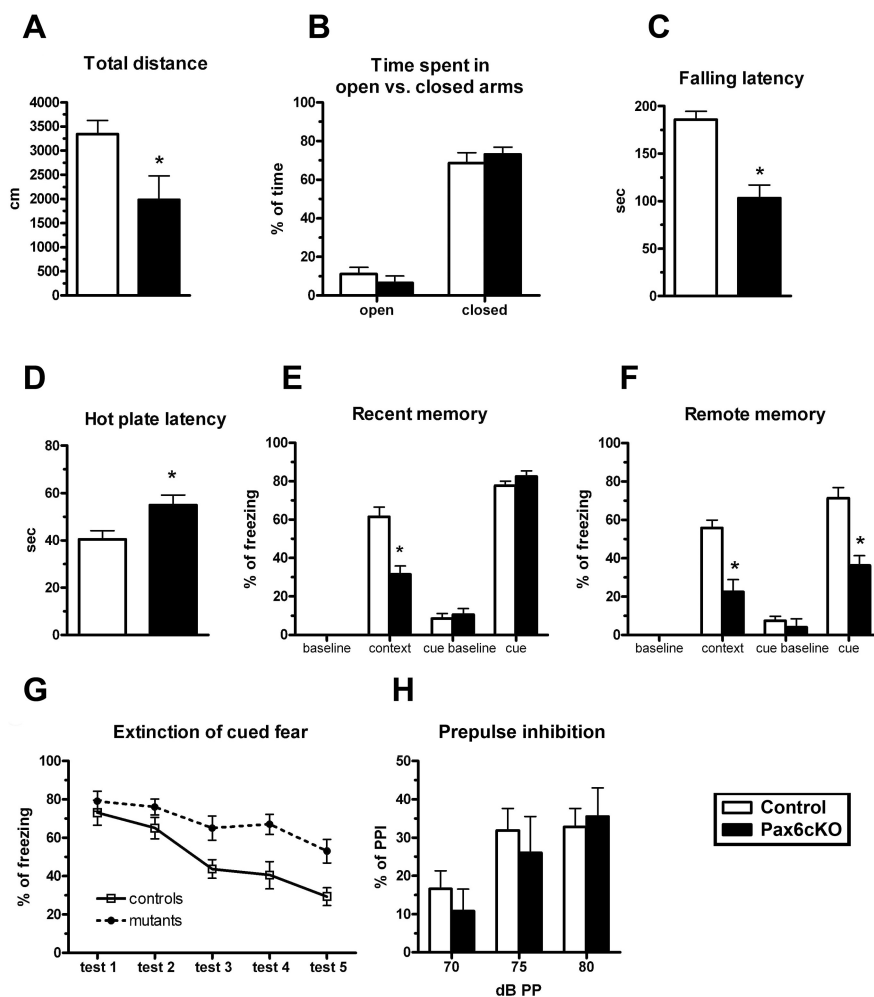 A
Total distance
4000
3500
3000
2500
2000
1500
1000
500
0
cm
*
B
Time spent in
open vs. closed arms
100
80
60
40
20
0
% of time
open closed
C
Falling latency
200
150
100
50
0
sec
*
D
Hot plate latency
80
60
40
20
0
sec
*
E
Recent memory
100
80
60
40
20
0
% of freezing
*
baseline context cue baseline cue
F
Remote memory
100
80
60
40
20
0
% of freezing
*
*
baseline context cue baseline cue
G
Extinction of cued fear
100
80
60
40
20
0
% of freezing
controls
mutants
test 1 test 2 test 3 test 4 test 5
H
Prepulse inhibition
50
40
30
20
10
0
% of PPI
70 75 80
dB PP
Control
Pax6cKO